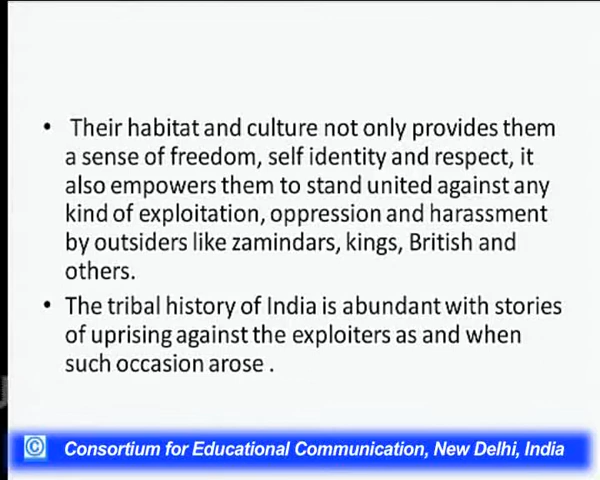 • Their habitat and culture not only provides them
a sense of freedom, self identity and respect, it
also empowers them to stand united against any
kind of exploitation, oppression and harassment
by outsiders like zamindars, kings, British and
others.
• The tribal history of India is abundant with stories
of uprising against the exploiters as and when
such occasion arose .
© Consortium for Educational Communication, New Delhi, India